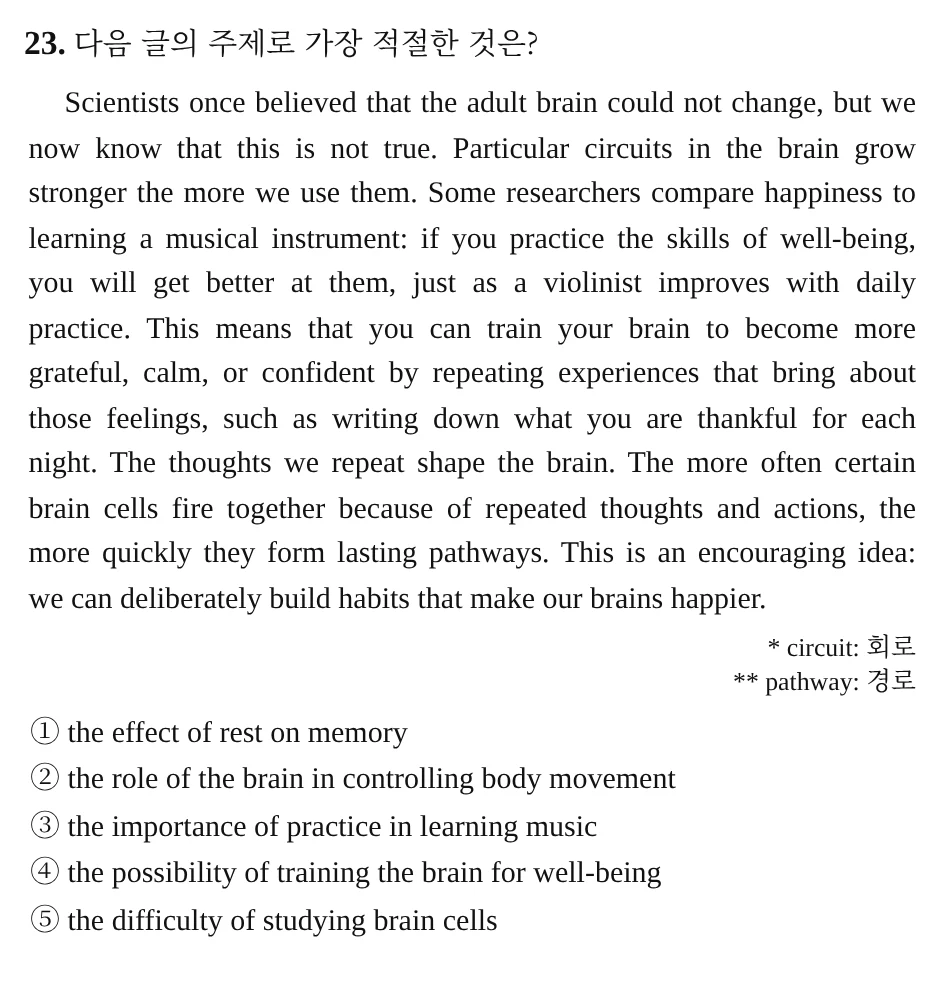 23. 다음 글의 주제로 가장 적절한 것은?
Scientists once believed that the adult brain could not change, but we
now know that this is not true. Particular circuits in the brain grow
stronger the more we use them. Some researchers compare happiness to
learning a musical instrument: if you practice the skills of well-being,
you will get better at them, just as a violinist improves with daily
practice. This means that you can train your brain to become more
grateful, calm, or confident by repeating experiences that bring about
those feelings, such as writing down what you are thankful for each
night. The thoughts we repeat shape the brain. The more often certain
brain cells fire together because of repeated thoughts and actions, the
more quickly they form lasting pathways. This is an encouraging idea:
we can deliberately build habits that make our brains happier.
* circuit: 회로
** pathway: 경로
① the effect of rest on memory
② the role of the brain in controlling body movement
③ the importance of practice in learning music
④ the possibility of training the brain for well-being
⑤ the difficulty of studying brain cells